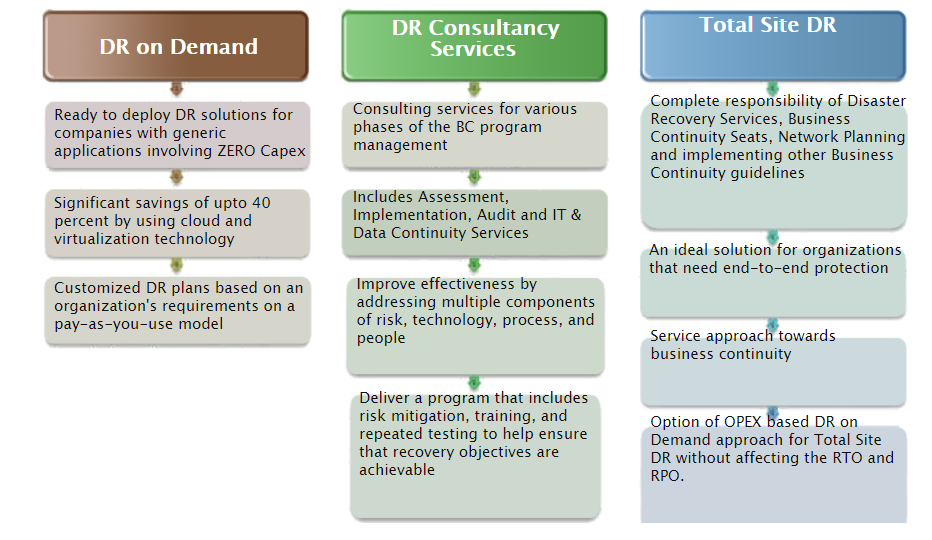 DR on Demand
Ready to deploy DR solutions for
companies with generic
applications involving ZERO Capex
Significant savings of upto 40
percent by using cloud and
virtualization technology
Customized DR plans based on an
organization's requirements on a
pay-as-you-use model
DR Consultancy
Services
Consulting services for various
phases of the BC program
management
Includes Assessment,
Implementation, Audit and IT &
Data Continuity Services
Improve effectiveness by
addressing multiple components
of risk, technology, process, and
people
Deliver a program that includes
risk mitigation, training, and
repeated testing to help ensure
that recovery objectives are
achievable
Total Site DR
Complete responsibility of Disaster
Recovery Services, Business
Continuity Seats, Network Planning
and implementing other Business
Continuity guidelines
An ideal solution for organizations
that need end-to-end protection
Service approach towards
business continuity
Option of OPEX based DR on
Demand approach for Total Site
DR without affecting the RTO and
RPO.